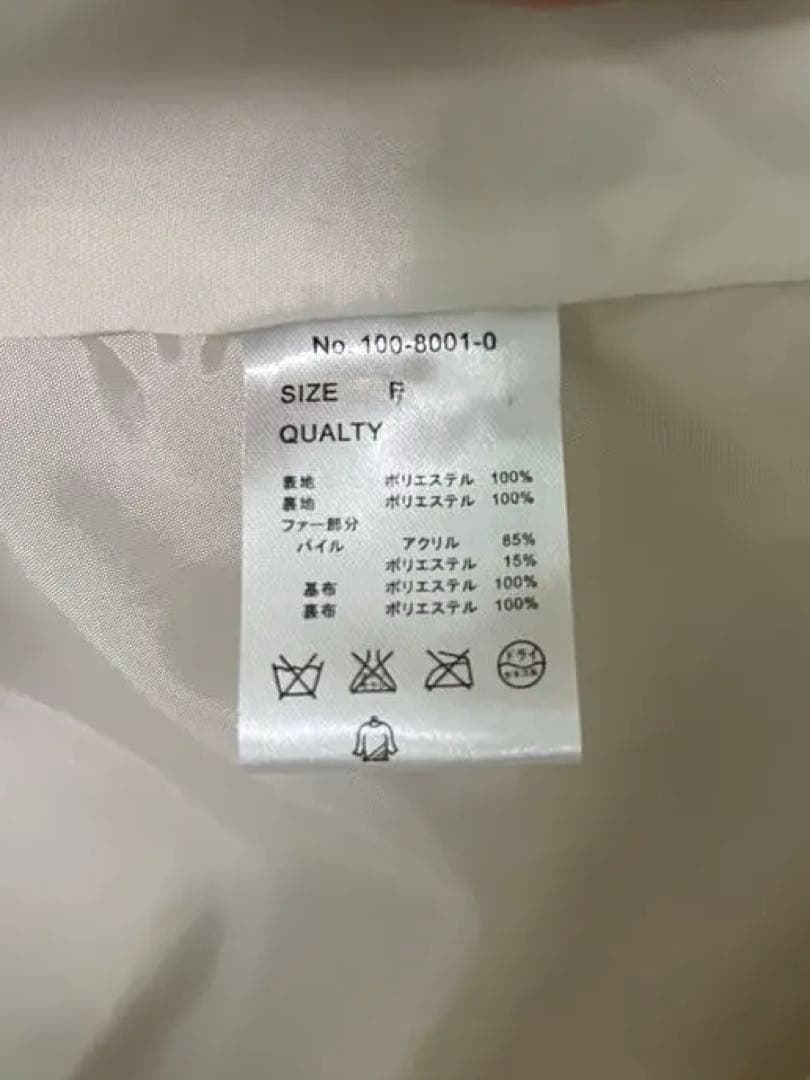 No. 100-8001-0
SIZE F
QUALTY
表地 ポリエステル 100%
裏地 ポリエステル 100%
ファー部分
パイル アクリル 85%
ポリエステル 15%
基布 ポリエステル 100%
裏布 ポリエステル 100%
ドライ